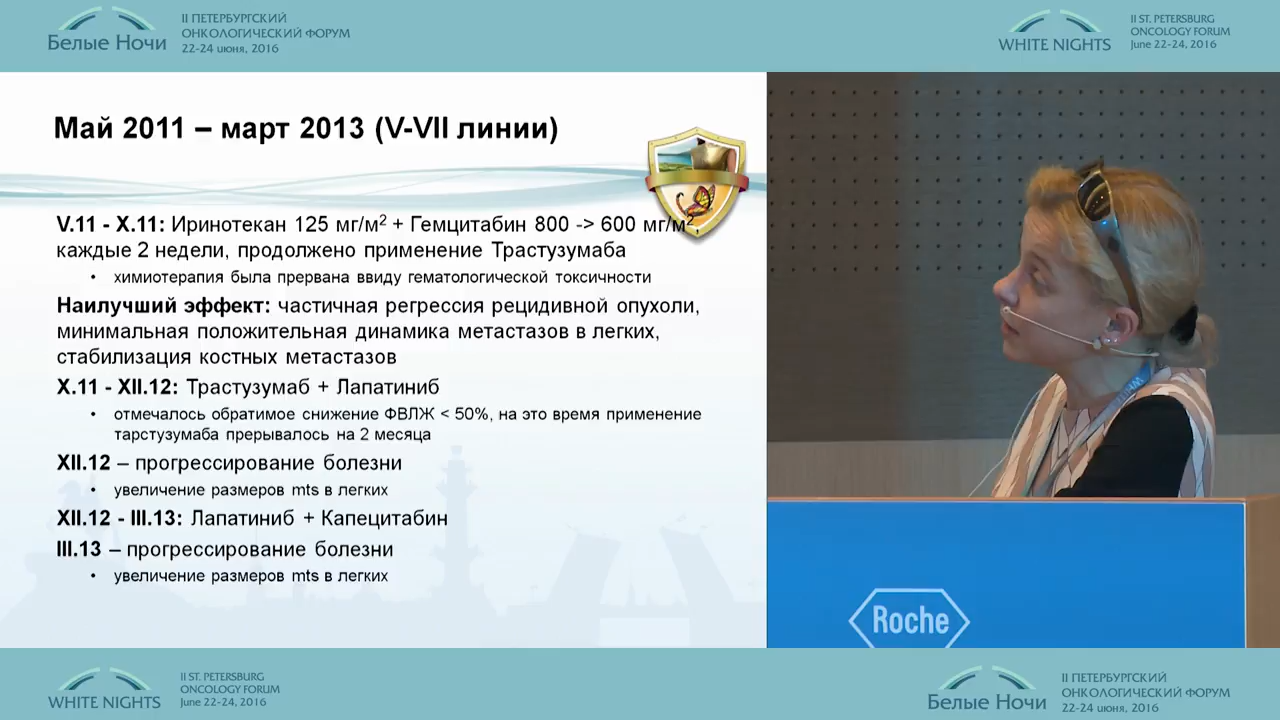 Белые Ночи
II ПЕТЕРБУРГСКИЙ
ОНКОЛОГИЧЕСКИЙ ФОРУМ
22-24 июня, 2016
WHITE NIGHTS
II ST. PETERSBURG
ONCOLOGY FORUM
June 22-24, 2016
Май 2011 – март 2013 (V-VII линии)
V.11 - X.11: Иринотекан 125 мг/м² + Гемцитабин 800 -> 600 мг/м²,
каждые 2 недели, продолжено применение Трастузумаба
• химиотерапия была прервана ввиду гематологической токсичности
Наилучший эффект: частичная регрессия рецидивной опухоли,
минимальная положительная динамика метастазов в легких,
стабилизация костных метастазов
X.11 - XII.12: Трастузумаб + Лапатиниб
• отмечалось обратимое снижение ФВЛЖ < 50%, на это время применение
тарстузумаба прерывалось на 2 месяца
XII.12 – прогрессирование болезни
• увеличение размеров mts в легких
XII.12 - III.13: Лапатиниб + Капецитабин
III.13 – прогрессирование болезни
• увеличение размеров mts в легких
Roche
WHITE NIGHTS
II ST. PETERSBURG
ONCOLOGY FORUM
June 22-24, 2016
Белые Ночи
II ПЕТЕРБУРГСКИЙ
ОНКОЛОГИЧЕСКИЙ ФОРУМ
22-24 июня, 2016